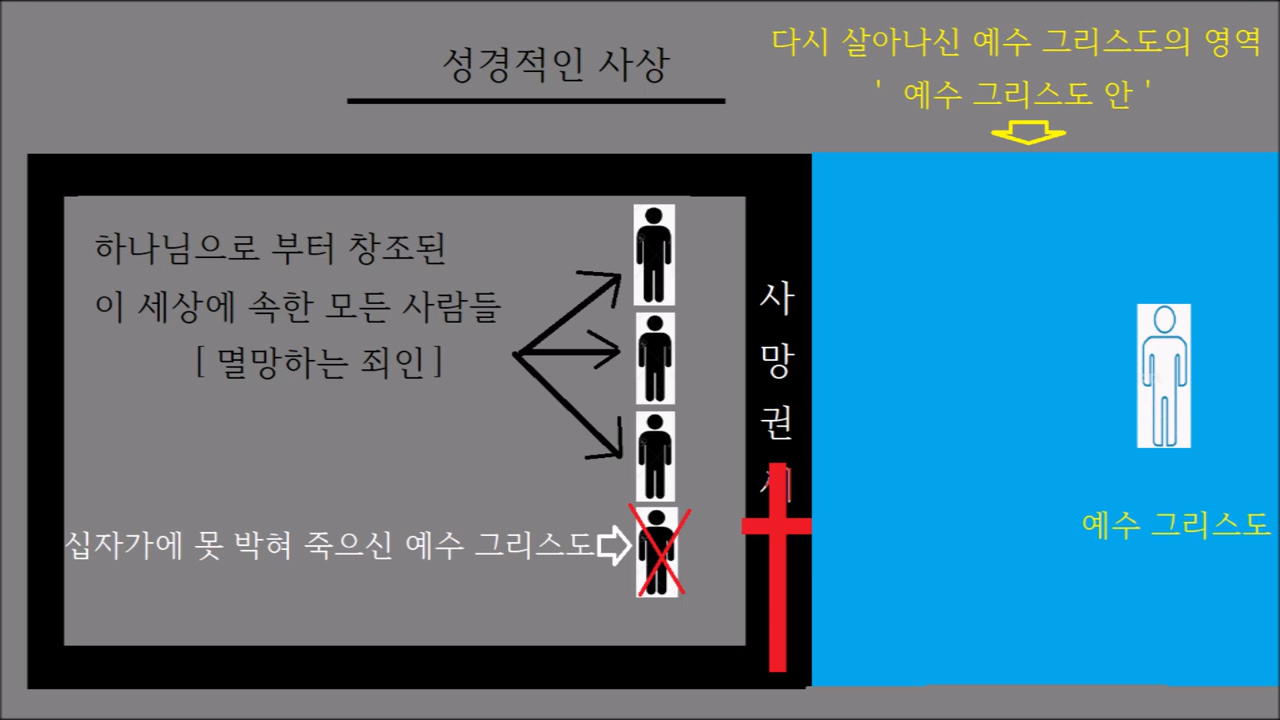 성경적인 사상
다시 살아나신 예수 그리스도의 영역
' 예수 그리스도 안 '
하나님으로 부터 창조된
이 세상에 속한 모든 사람들
[ 멸망하는 죄인 ]
십자가에 못 박혀 죽으신 예수 그리스도
사
망
권
예수 그리스도